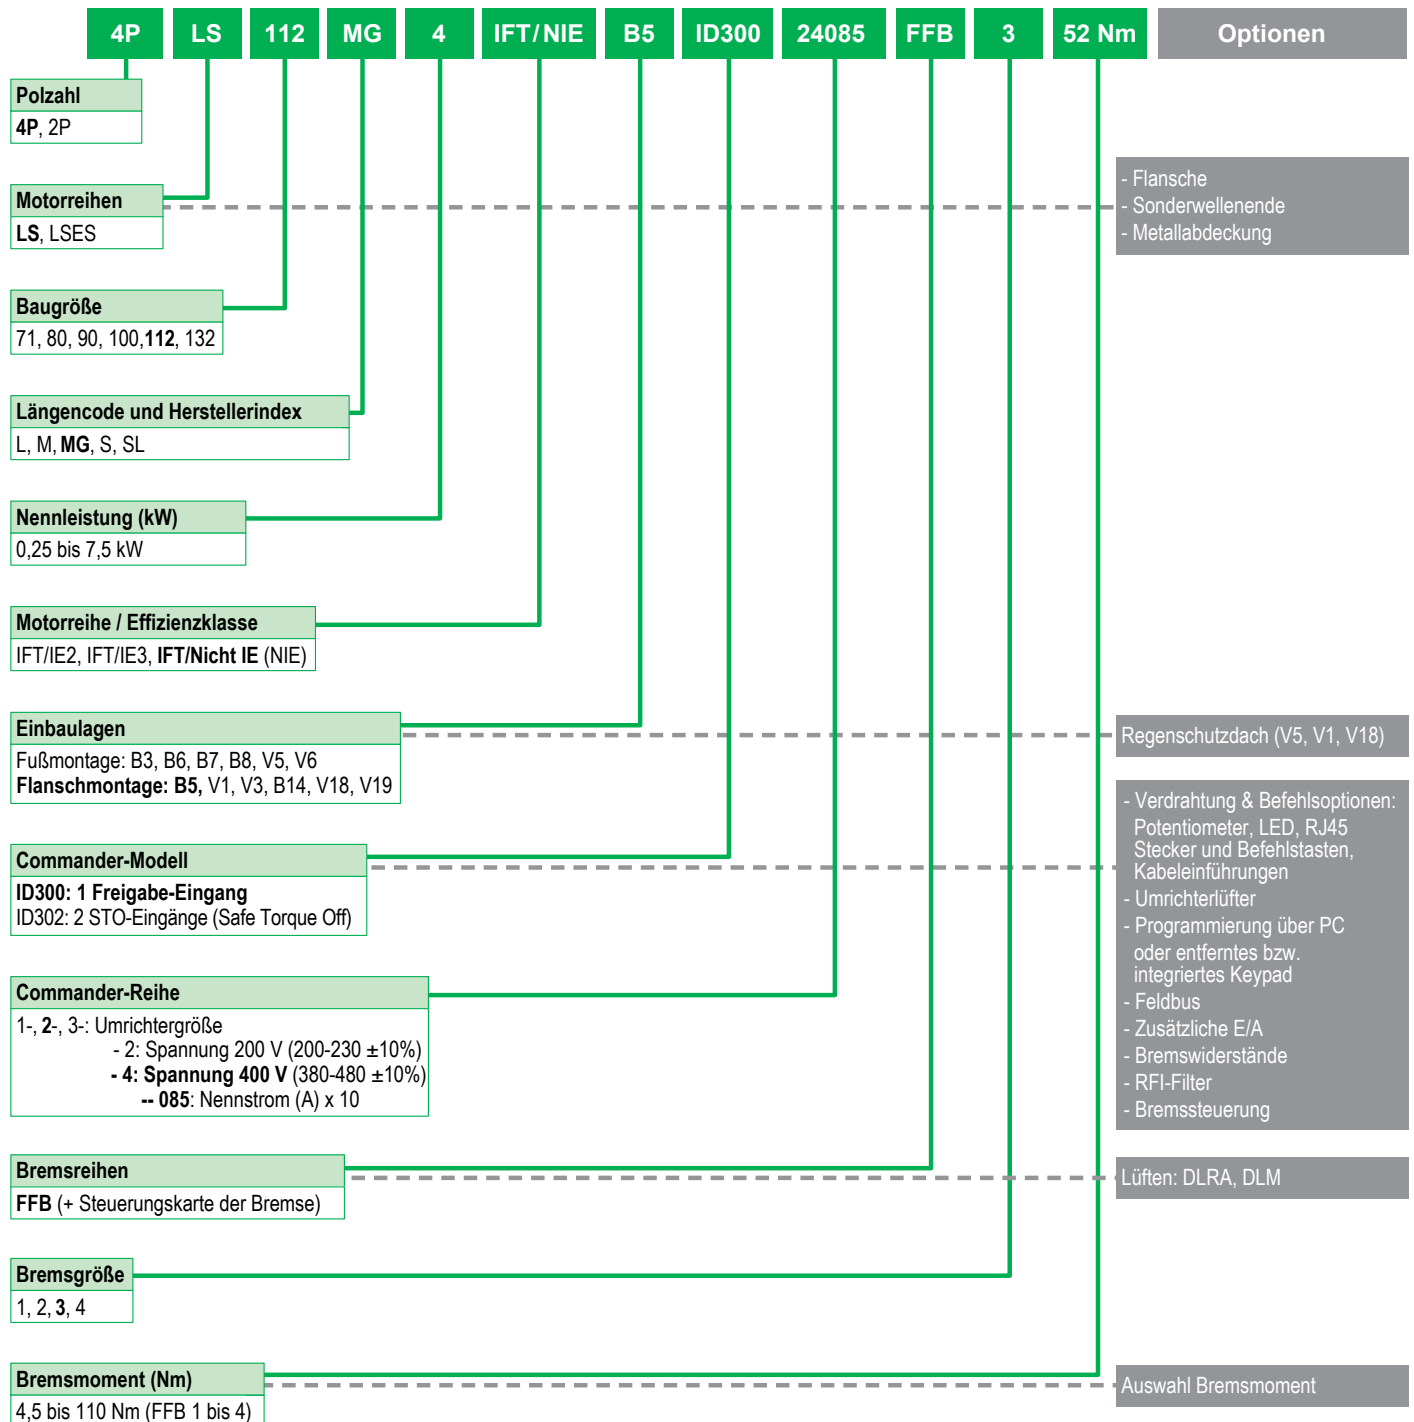 4P LS 112 MG 4 IFT/NIE B5 ID300 24085 FFB 3 52 Nm Optionen
Polzahl
4P, 2P
Motorreihen
LS, LSES
- Flansche
- Sonderwellenende
- Metallabdeckung
Baugröße
71, 80, 90, 100,112, 132
Längencode und Herstellerindex
L, M, MG, S, SL
Nennleistung (kW)
0,25 bis 7,5 kW
Motorreihe / Effizienzklasse
IFT/IE2, IFT/IE3, IFT/Nicht IE (NIE)
Einbaulagen
Fußmontage: B3, B6, B7, B8, V5, V6
Flanschmontage: B5, V1, V3, B14, V18, V19
Regenschutzdach (V5, V1, V18)
Commander-Modell
ID300: 1 Freigabe-Eingang
ID302: 2 STO-Eingänge (Safe Torque Off)
- Verdrahtung & Befehlsoptionen:
Potentiometer, LED, RJ45
Stecker und Befehlstasten,
Kabeleinführungen
- Umrichterlüfter
- Programmierung über PC
oder entferntes bzw.
integriertes Keypad
- Feldbus
- Zusätzliche E/A
- Bremswiderstände
- RFI-Filter
- Bremssteuerung
Commander-Reihe
1-, 2-, 3-: Umrichtergröße
- 2: Spannung 200 V (200-230 ±10%)
- 4: Spannung 400 V (380-480 ±10%)
-- 085: Nennstrom (A) x 10
Bremsreihen
FFB (+ Steuerungskarte der Bremse)
Lüften: DLRA, DLM
Bremsgröße
1, 2, 3, 4
Bremsmoment (Nm)
4,5 bis 110 Nm (FFB 1 bis 4)
Auswahl Bremsmoment